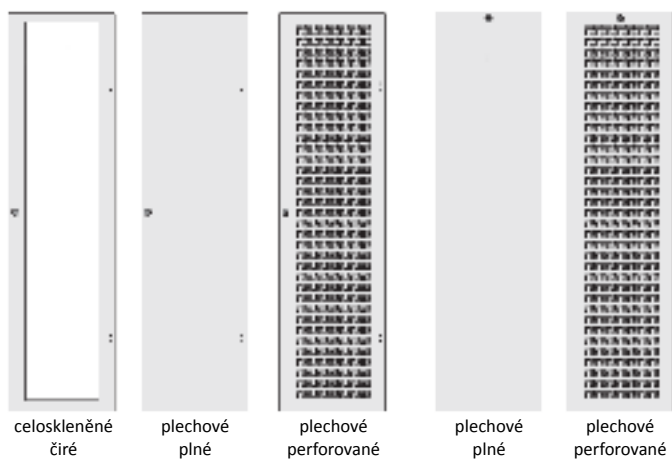 celoskleněné
čiré
plechové
plné
plechové
perforované
plechové
plné
plechové
perforované